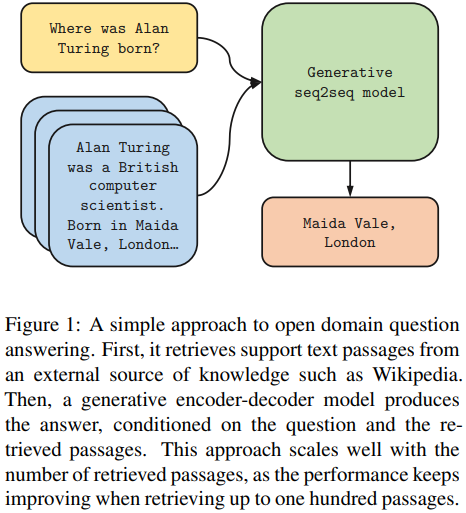 Where was Alan
Turing born?
Generative
seq2seq model
Alan Turing
was a British
computer
scientist.
Born in Maida
Vale, London…
Maida Vale,
London
Figure 1: A simple approach to open domain question
answering. First, it retrieves support text passages from
an external source of knowledge such as Wikipedia.
Then, a generative encoder-decoder model produces
the answer, conditioned on the question and the re-
trieved passages. This approach scales well with the
number of retrieved passages, as the performance keeps
improving when retrieving up to one hundred passages.